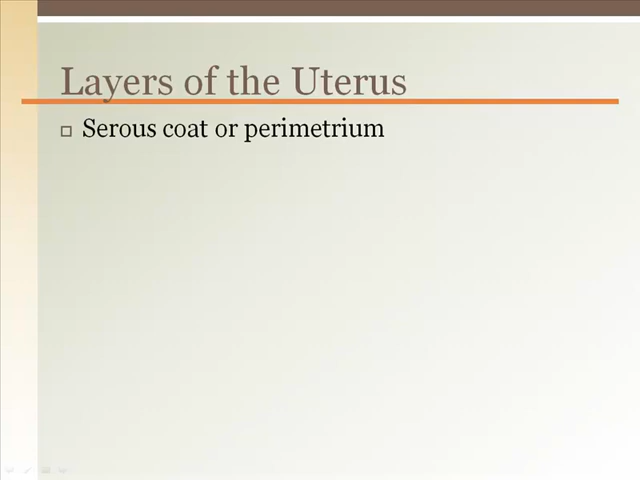 Layers of the Uterus
Serous coat or perimetrium